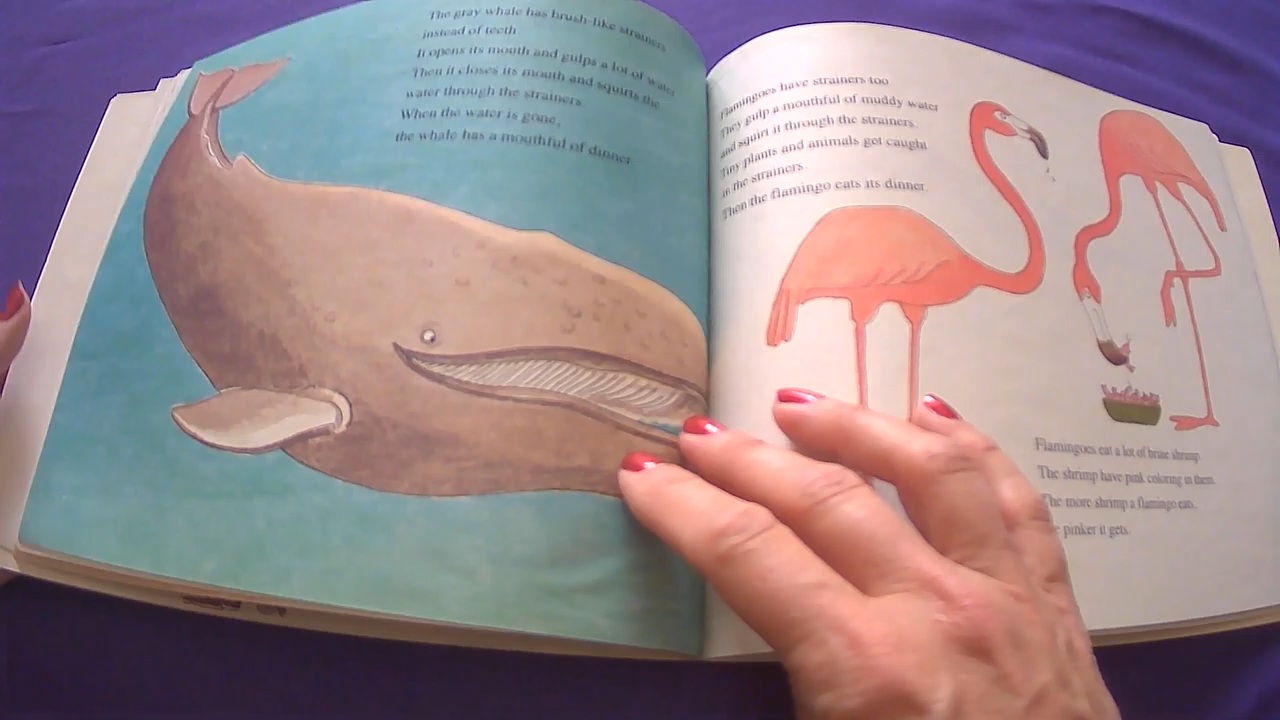 The gray whale has brush-like strainers
instead of teeth
It opens its mouth and gulps a lot of water
Then it closes its mouth and squirts the
water through the strainers
When the water is gone,
the whale has a mouthful of dinner
Flamingoes have strainers too
They gulp a mouthful of muddy water
and squirt it through the strainers.
Tiny plants and animals get caught
in the strainers.
Then the flamingo eats its dinner.
Flamingoes eat a lot of brine shrimp.
The shrimp have pink coloring in them.
The more shrimp a flamingo eats.
pinker it gets.